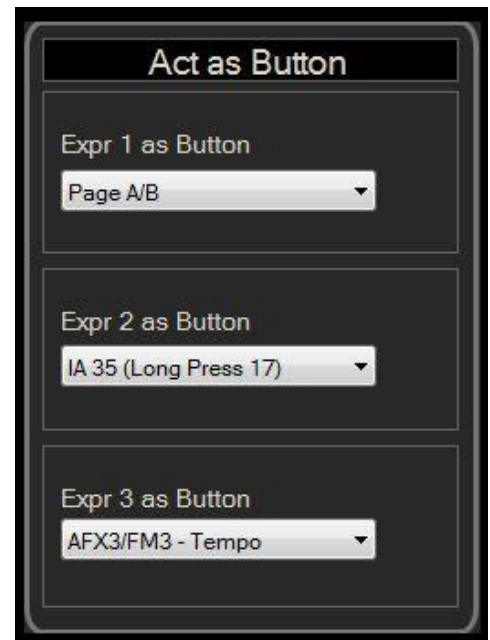 Act as Button
Expr 1 as Button
Page A/B
Expr 2 as Button
IA 35 (Long Press 17)
Expr 3 as Button
AFX3/FM3 - Tempo